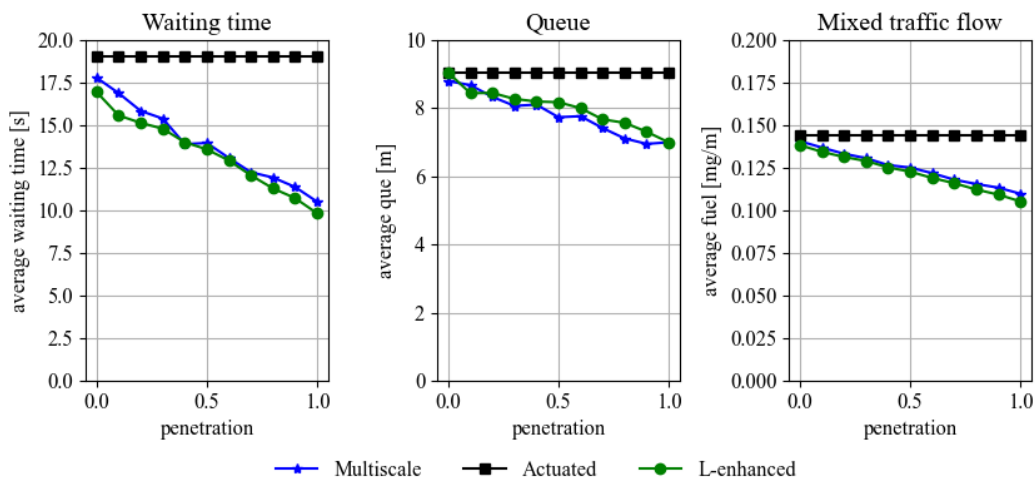 Waiting time
20.0
17.5
15.0
12.5
10.0
7.5
5.0
2.5
0.0
average waiting time [s]
0.0 0.5 1.0
penetration
Queue
10
8
6
4
2
0
average que [m]
0.0 0.5 1.0
penetration
Mixed traffic flow
0.200
0.175
0.150
0.125
0.100
0.075
0.050
0.025
0.000
average fuel [mg/m]
0.0 0.5 1.0
penetration
Multiscale Actuated L-enhanced